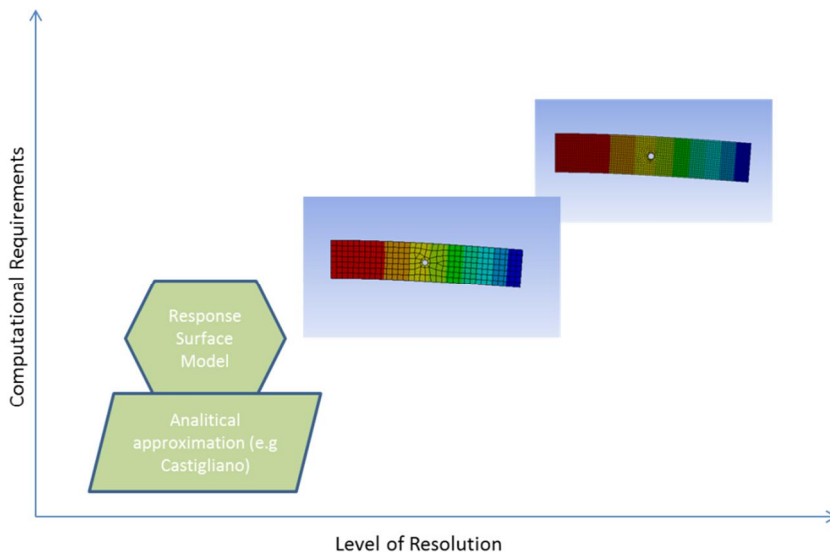 Computational Requirements
Response
Surface
Model
Analitical
approximation (e.g
Castigliano)
Level of Resolution